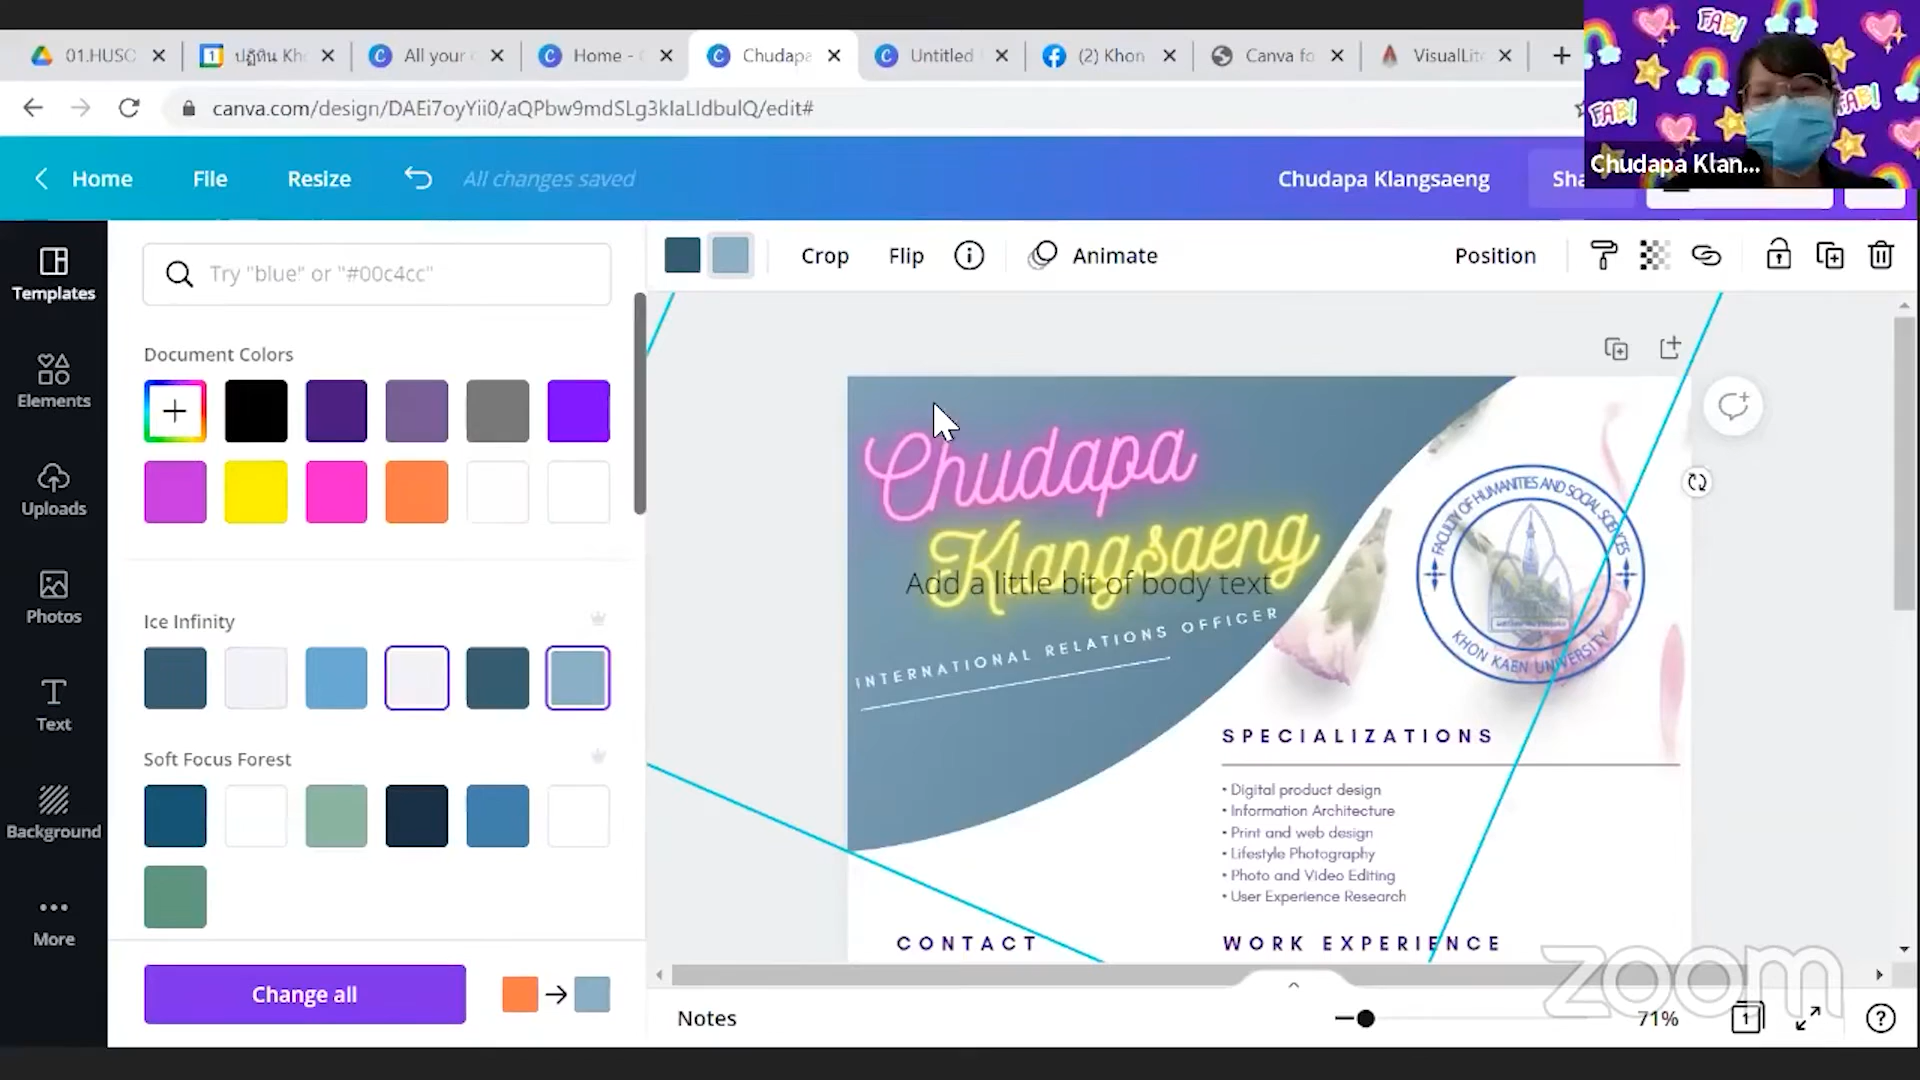 01.HUSC
ปฏิทิน Kh
All your
Home -
Chudapa
Untitled
(2) Khon
Canva fo
VisualLite
canva.com/design/DAEi7oyYii0/aQPbw9mdSLg3klaLIdbulQ/edit#
FAB!
FAB!
FAB!
Chudapa Klan...
Home
File
Resize
All changes saved
Chudapa Klangsaeng
Sha
Templates
Elements
Uploads
Photos
Text
Background
More
Try "blue" or "#00c4cc"
Document Colors
Ice Infinity
Soft Focus Forest
Change all
Crop
Flip
Animate
Position
Chudapa
Klangsaeng
Add a little bit of body text
INTERNATIONAL RELATIONS OFFICER
FACULTY OF HUMANITIES AND SOCIAL SCIENCES
KHON KAEN UNIVERSITY
SPECIALIZATIONS
• Digital product design
• Information Architecture
• Print and web design
• Lifestyle Photography
• Photo and Video Editing
• User Experience Research
CONTACT
WORK EXPERIENCE
Notes
71%
1
zoom